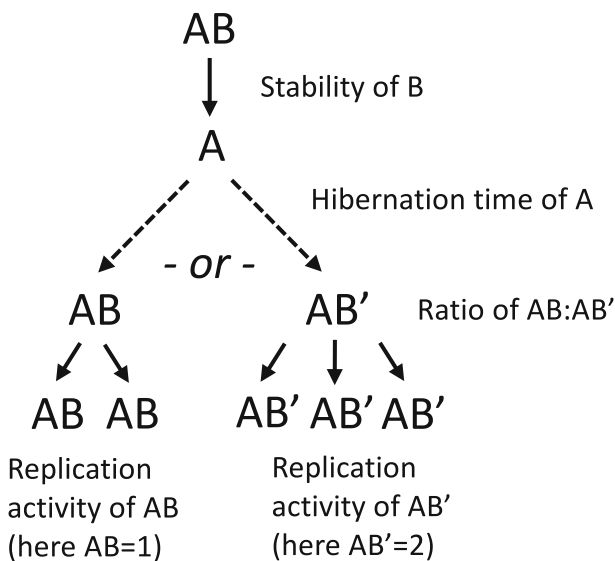 AB
Stability of B
A
Hibernation time of A
- or -
AB AB’ Ratio of AB:AB’
AB AB AB’ AB’ AB’
Replication Replication
activity of AB activity of AB’
(here AB=1) (here AB’=2)